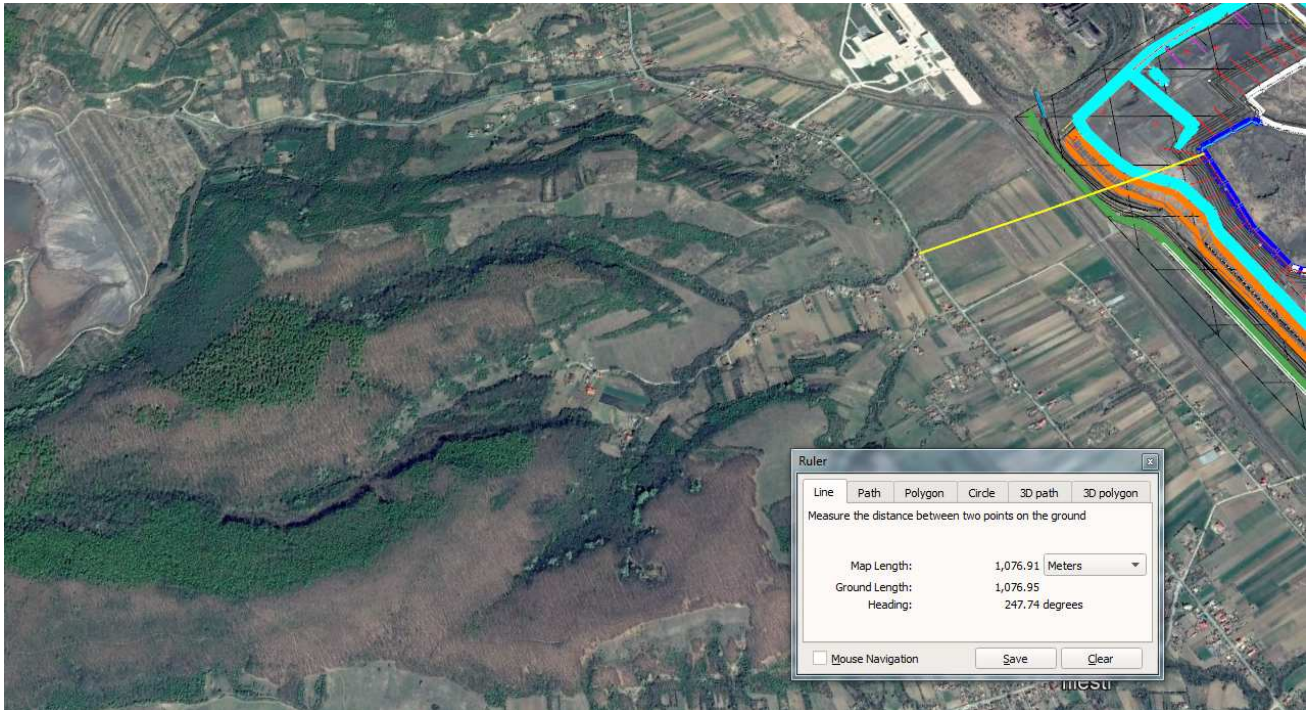 Ruler
Line Path Polygon Circle 3D path 3D polygon
Measure the distance between two points on the ground
Map Length: 1,076.91 Meters
Ground Length: 1,076.95
Heading: 247.74 degrees
Mouse Navigation Save Clear